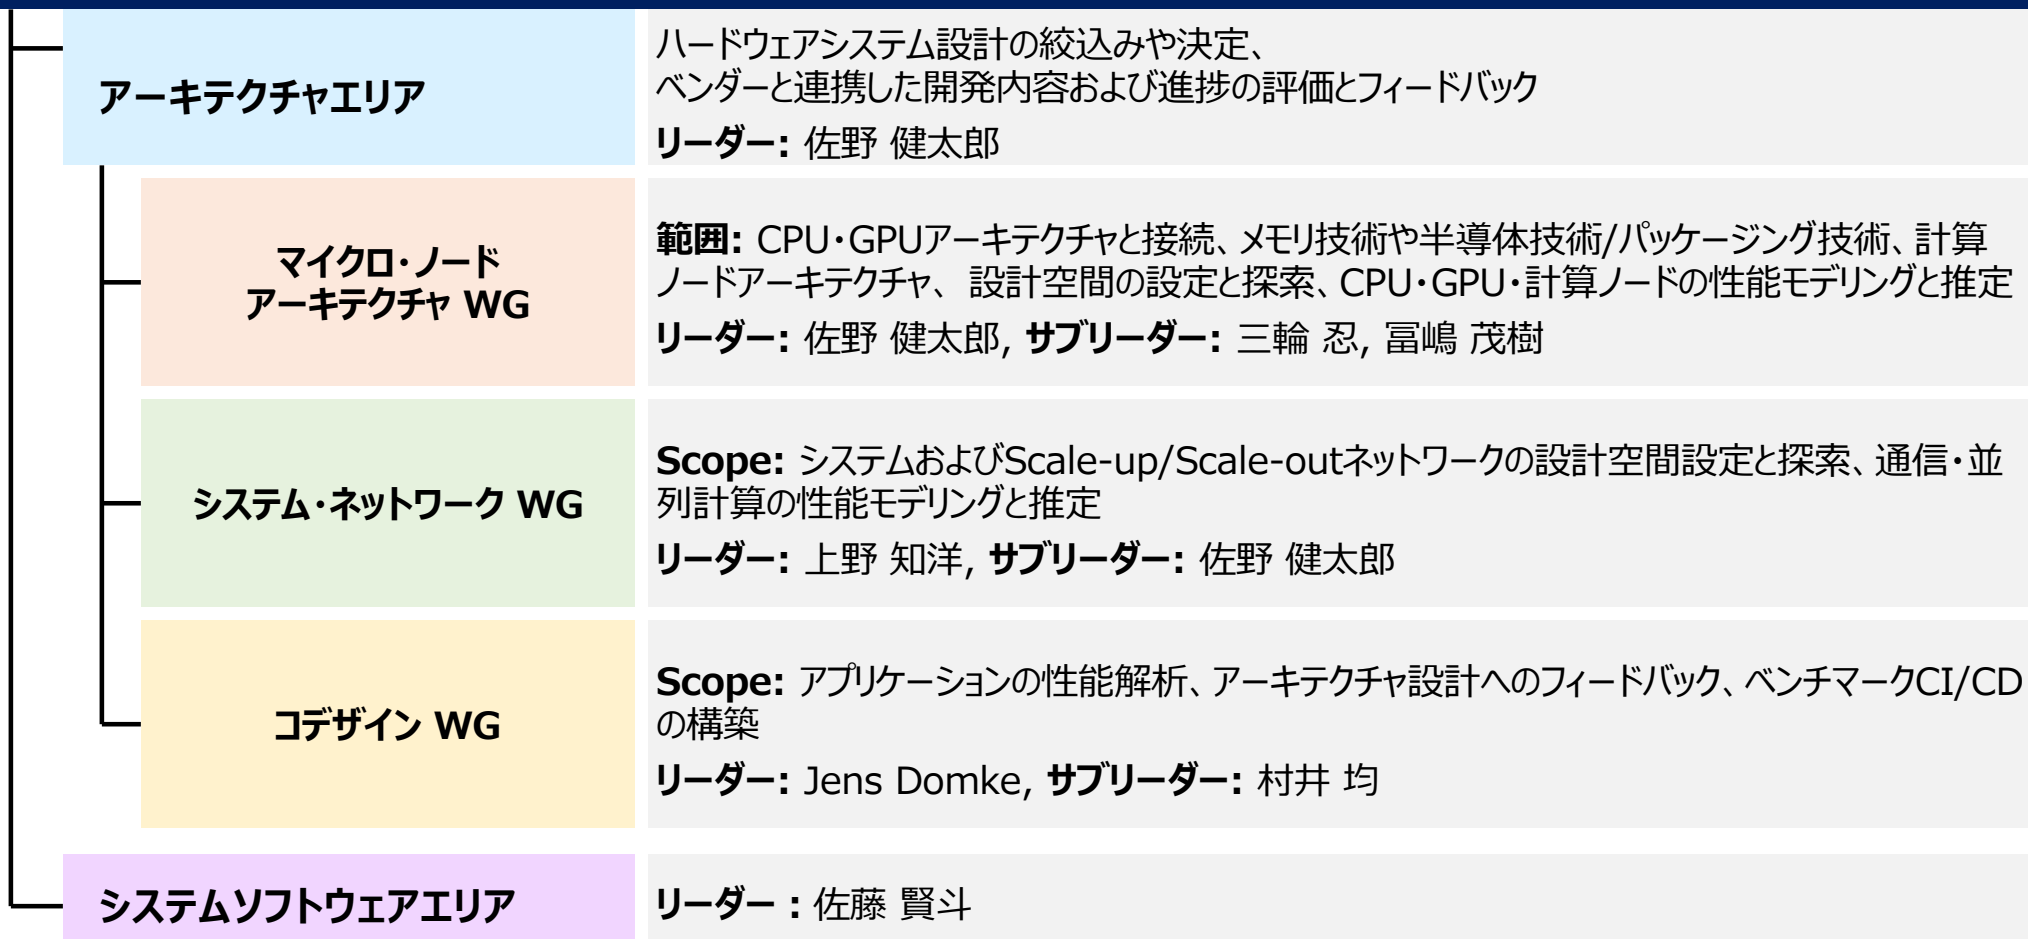 アーキテクチャエリア
ハードウェアシステム設計の絞込みや決定、
ベンダーと連携した開発内容および進捗の評価とフィードバック
リーダー: 佐野 健太郎
マイクロ・ノード
アーキテクチャ WG
範囲: CPU・GPUアーキテクチャと接続、メモリ技術や半導体技術/パッケージング技術、計算
ノードアーキテクチャ、 設計空間の設定と探索、CPU・GPU・計算ノードの性能モデリングと推定
リーダー: 佐野 健太郎, サブリーダー: 三輪 忍, 冨嶋 茂樹
システム・ネットワーク WG
Scope: システムおよびScale-up/Scale-outネットワークの設計空間設定と探索、通信・並
列計算の性能モデリングと推定
リーダー: 上野 知洋, サブリーダー: 佐野 健太郎
コデザイン WG
Scope: アプリケーションの性能解析、アーキテクチャ設計へのフィードバック、ベンチマークCI/CD
の構築
リーダー: Jens Domke, サブリーダー: 村井 均
システムソフトウェアエリア
リーダー : 佐藤 賢斗